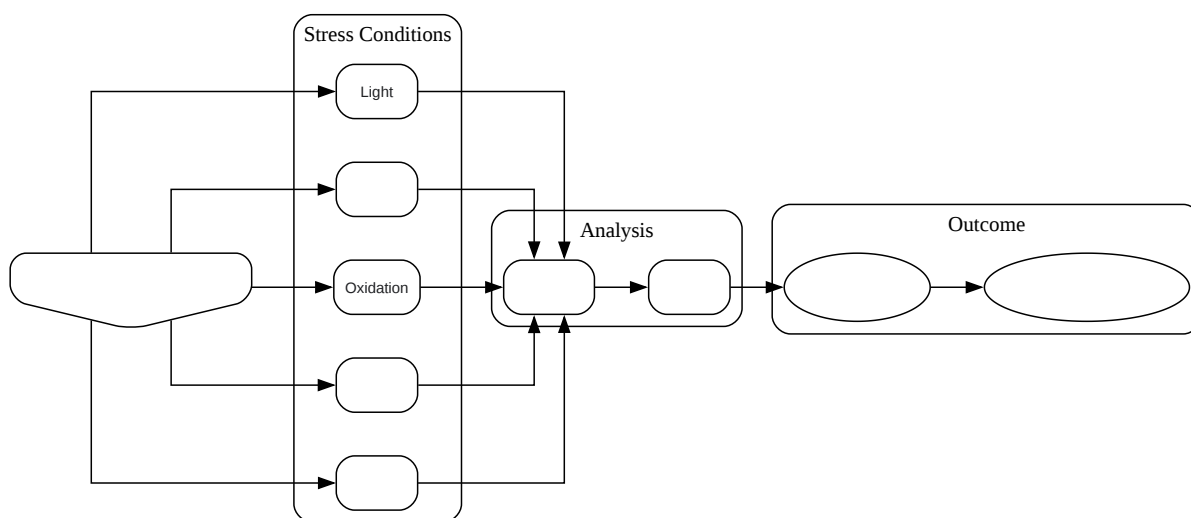 Stress Conditions
Light
Oxidation
Analysis
Outcome